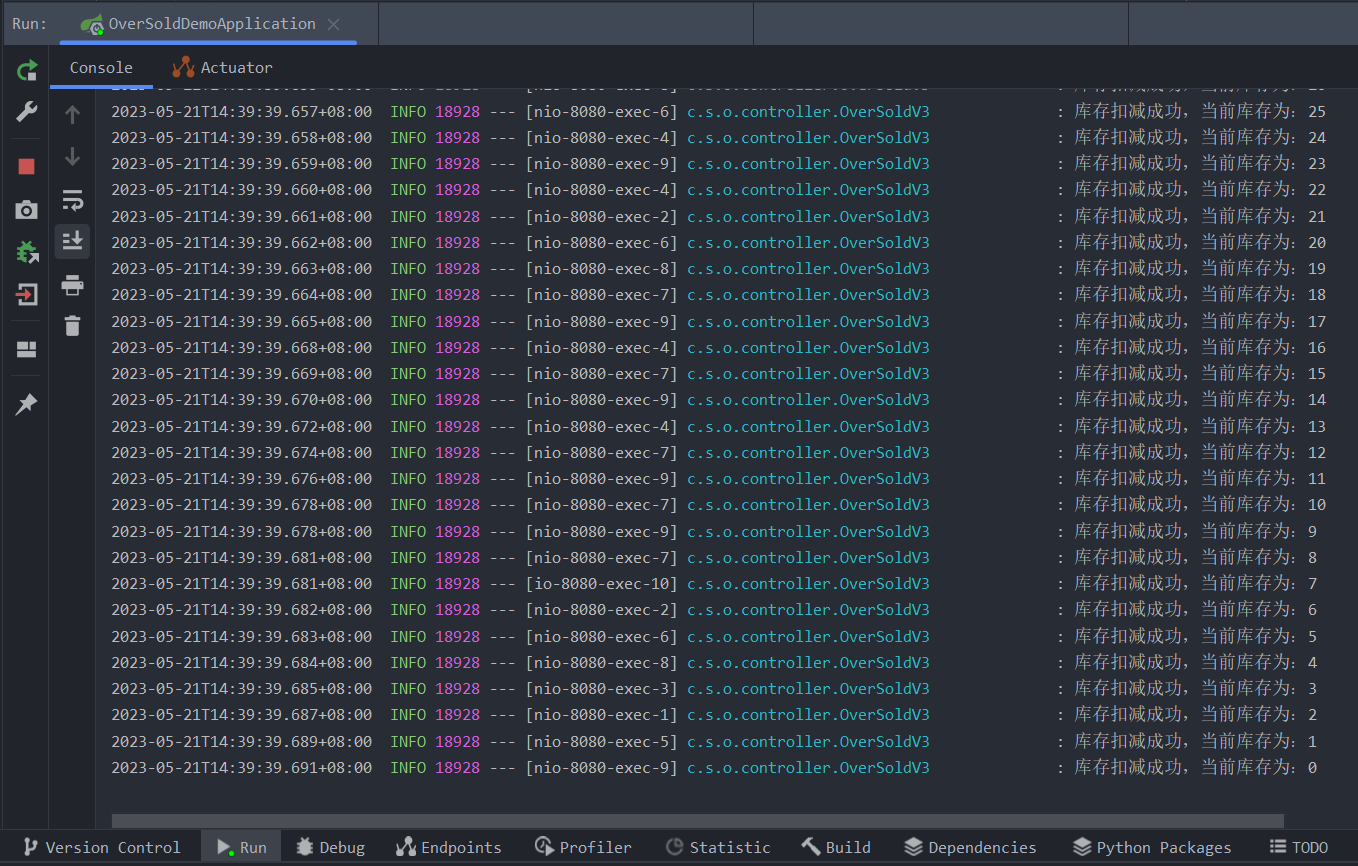 Run: OverSoldDemoApplication
Console Actuator
2023-05-21T14:39:39.657+08:00 INFO 18928 --- [nio-8080-exec-6] c.s.o.controller.OverSoldV3 : 库存扣减成功，当前库存为：25
2023-05-21T14:39:39.658+08:00 INFO 18928 --- [nio-8080-exec-4] c.s.o.controller.OverSoldV3 : 库存扣减成功，当前库存为：24
2023-05-21T14:39:39.659+08:00 INFO 18928 --- [nio-8080-exec-9] c.s.o.controller.OverSoldV3 : 库存扣减成功，当前库存为：23
2023-05-21T14:39:39.660+08:00 INFO 18928 --- [nio-8080-exec-4] c.s.o.controller.OverSoldV3 : 库存扣减成功，当前库存为：22
2023-05-21T14:39:39.661+08:00 INFO 18928 --- [nio-8080-exec-2] c.s.o.controller.OverSoldV3 : 库存扣减成功，当前库存为：21
2023-05-21T14:39:39.662+08:00 INFO 18928 --- [nio-8080-exec-6] c.s.o.controller.OverSoldV3 : 库存扣减成功，当前库存为：20
2023-05-21T14:39:39.663+08:00 INFO 18928 --- [nio-8080-exec-8] c.s.o.controller.OverSoldV3 : 库存扣减成功，当前库存为：19
2023-05-21T14:39:39.664+08:00 INFO 18928 --- [nio-8080-exec-7] c.s.o.controller.OverSoldV3 : 库存扣减成功，当前库存为：18
2023-05-21T14:39:39.665+08:00 INFO 18928 --- [nio-8080-exec-9] c.s.o.controller.OverSoldV3 : 库存扣减成功，当前库存为：17
2023-05-21T14:39:39.668+08:00 INFO 18928 --- [nio-8080-exec-4] c.s.o.controller.OverSoldV3 : 库存扣减成功，当前库存为：16
2023-05-21T14:39:39.669+08:00 INFO 18928 --- [nio-8080-exec-7] c.s.o.controller.OverSoldV3 : 库存扣减成功，当前库存为：15
2023-05-21T14:39:39.670+08:00 INFO 18928 --- [nio-8080-exec-9] c.s.o.controller.OverSoldV3 : 库存扣减成功，当前库存为：14
2023-05-21T14:39:39.672+08:00 INFO 18928 --- [nio-8080-exec-4] c.s.o.controller.OverSoldV3 : 库存扣减成功，当前库存为：13
2023-05-21T14:39:39.674+08:00 INFO 18928 --- [nio-8080-exec-7] c.s.o.controller.OverSoldV3 : 库存扣减成功，当前库存为：12
2023-05-21T14:39:39.676+08:00 INFO 18928 --- [nio-8080-exec-9] c.s.o.controller.OverSoldV3 : 库存扣减成功，当前库存为：11
2023-05-21T14:39:39.678+08:00 INFO 18928 --- [nio-8080-exec-7] c.s.o.controller.OverSoldV3 : 库存扣减成功，当前库存为：10
2023-05-21T14:39:39.678+08:00 INFO 18928 --- [nio-8080-exec-9] c.s.o.controller.OverSoldV3 : 库存扣减成功，当前库存为：9
2023-05-21T14:39:39.681+08:00 INFO 18928 --- [nio-8080-exec-7] c.s.o.controller.OverSoldV3 : 库存扣减成功，当前库存为：8
2023-05-21T14:39:39.681+08:00 INFO 18928 --- [io-8080-exec-10] c.s.o.controller.OverSoldV3 : 库存扣减成功，当前库存为：7
2023-05-21T14:39:39.682+08:00 INFO 18928 --- [nio-8080-exec-2] c.s.o.controller.OverSoldV3 : 库存扣减成功，当前库存为：6
2023-05-21T14:39:39.683+08:00 INFO 18928 --- [nio-8080-exec-6] c.s.o.controller.OverSoldV3 : 库存扣减成功，当前库存为：5
2023-05-21T14:39:39.684+08:00 INFO 18928 --- [nio-8080-exec-8] c.s.o.controller.OverSoldV3 : 库存扣减成功，当前库存为：4
2023-05-21T14:39:39.685+08:00 INFO 18928 --- [nio-8080-exec-3] c.s.o.controller.OverSoldV3 : 库存扣减成功，当前库存为：3
2023-05-21T14:39:39.687+08:00 INFO 18928 --- [nio-8080-exec-1] c.s.o.controller.OverSoldV3 : 库存扣减成功，当前库存为：2
2023-05-21T14:39:39.689+08:00 INFO 18928 --- [nio-8080-exec-5] c.s.o.controller.OverSoldV3 : 库存扣减成功，当前库存为：1
2023-05-21T14:39:39.691+08:00 INFO 18928 --- [nio-8080-exec-9] c.s.o.controller.OverSoldV3 : 库存扣减成功，当前库存为：0
Version Control Run Debug Endpoints Profiler Statistic Build Dependencies Python Packages TODO